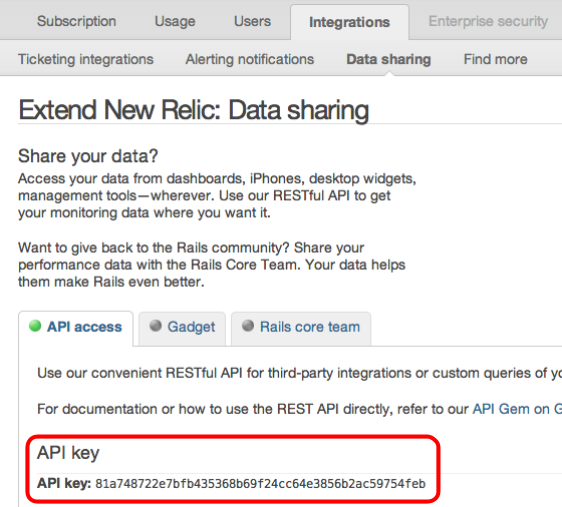 Subscription Usage Users Integrations Enterprise security
Ticketing integrations Alerting notifications Data sharing Find more
Extend New Relic: Data sharing
Share your data?
Access your data from dashboards, iPhones, desktop widgets,
management tools—wherever. Use our RESTful API to get
your monitoring data where you want it.
Want to give back to the Rails community? Share your
performance data with the Rails Core Team. Your data helps
them make Rails even better.
API access Gadget Rails core team
Use our convenient RESTful API for third-party integrations or custom queries of yo
For documentation or how to use the REST API directly, refer to our API Gem on G
API key
API key: 81a748722e7bfb435368b69f24cc64e3856b2ac59754feb